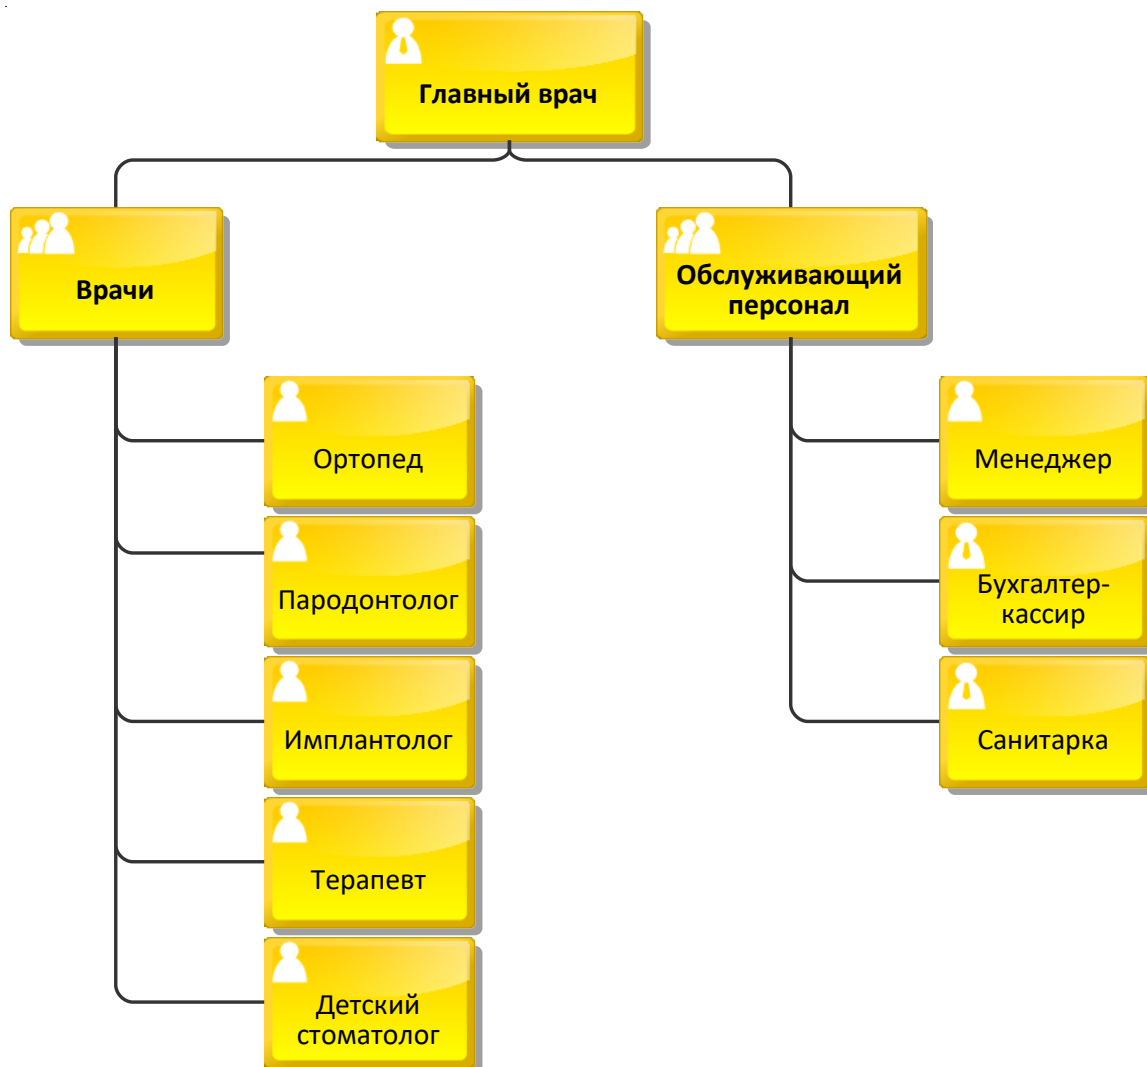 Главный врач
Врачи
Обслуживающий
персонал
Ортопед
Пародонтолог
Имплантолог
Терапевт
Детский
стоматолог
Менеджер
Бухгалтер-
кассир
Санитарка